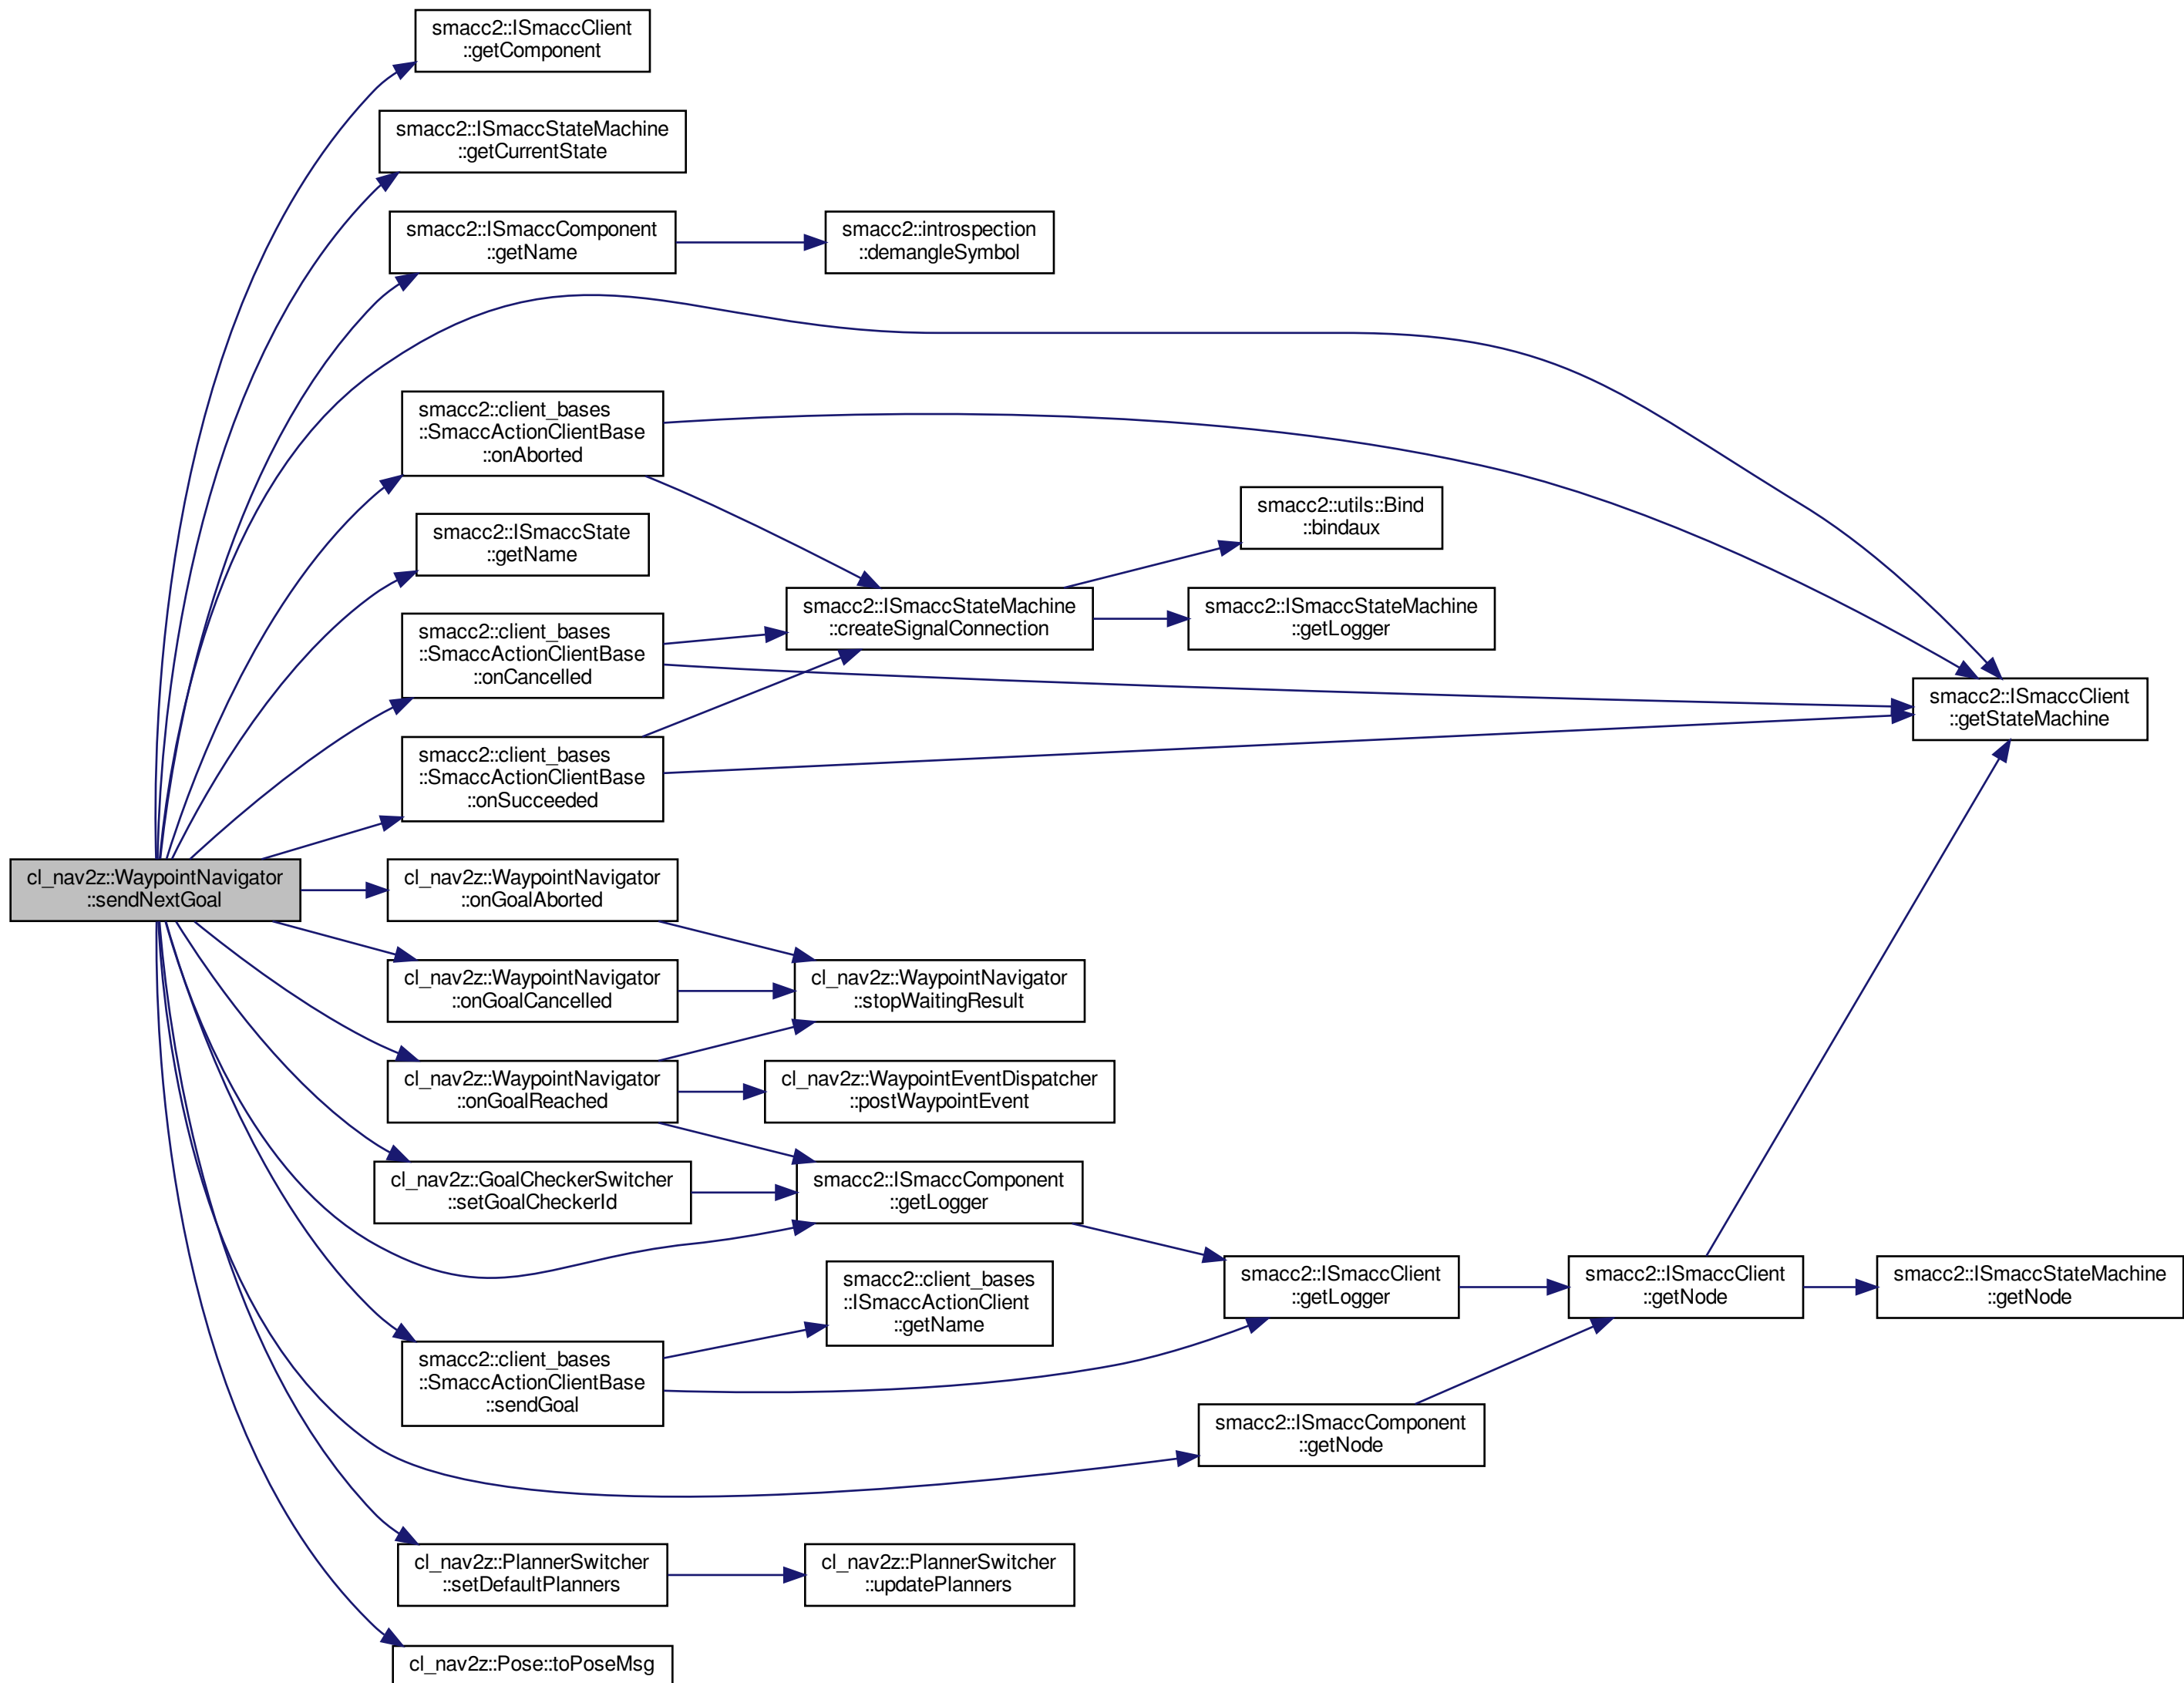 smacc2::ISmaccClient
::getComponent
smacc2::ISmaccStateMachine
::getCurrentState
smacc2::ISmaccComponent
::getName
smacc2::introspection
::demangleSymbol
smacc2::client_bases
::SmaccActionClientBase
::onAborted
smacc2::utils::Bind
::bindaux
smacc2::ISmaccState
::getName
smacc2::ISmaccStateMachine
::createSignalConnection
smacc2::ISmaccStateMachine
::getLogger
smacc2::client_bases
::SmaccActionClientBase
::onCancelled
smacc2::ISmaccClient
::getStateMachine
smacc2::client_bases
::SmaccActionClientBase
::onSucceeded
cl_nav2z::WaypointNavigator
::sendNextGoal
cl_nav2z::WaypointNavigator
::onGoalAborted
cl_nav2z::WaypointNavigator
::onGoalCancelled
cl_nav2z::WaypointNavigator
::stopWaitingResult
cl_nav2z::WaypointNavigator
::onGoalReached
cl_nav2z::WaypointEventDispatcher
::postWaypointEvent
cl_nav2z::GoalCheckerSwitcher
::setGoalCheckerId
smacc2::ISmaccComponent
::getLogger
smacc2::ISmaccClient
::getLogger
smacc2::ISmaccClient
::getNode
smacc2::ISmaccStateMachine
::getNode
smacc2::client_bases
::ISmaccActionClient
::getName
smacc2::client_bases
::SmaccActionClientBase
::sendGoal
smacc2::ISmaccComponent
::getNode
cl_nav2z::PlannerSwitcher
::setDefaultPlanners
cl_nav2z::PlannerSwitcher
::updatePlanners
cl_nav2z::Pose::toPoseMsg